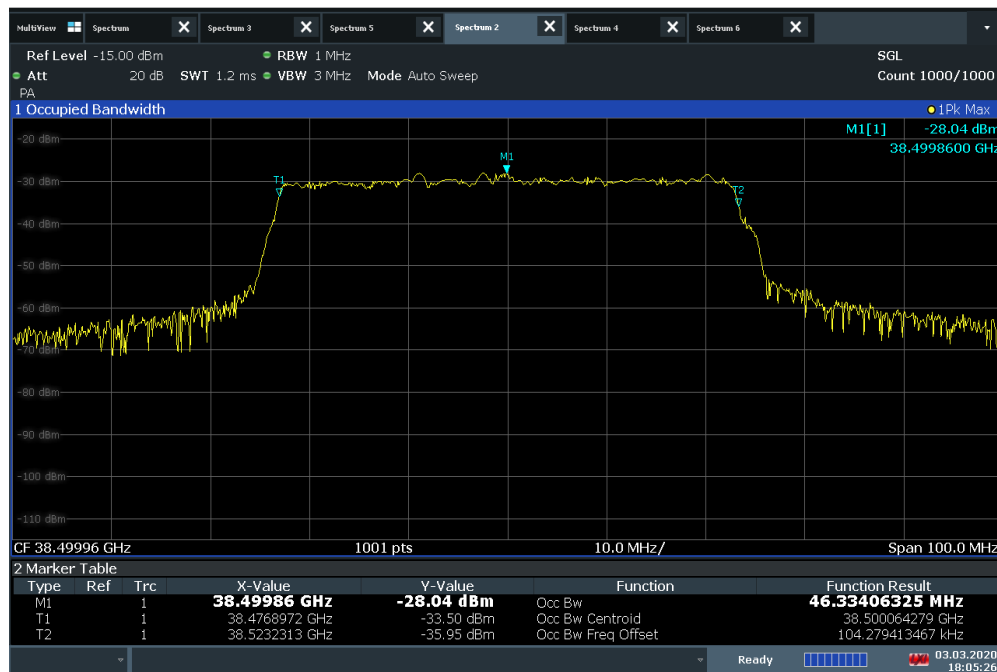 MultiView Spectrum X Spectrum 3 X Spectrum 5 X Spectrum 2 X Spectrum 4 X Spectrum 6 X
Ref Level -15.00 dBm RBW 1 MHz SGL
Att 20 dB SWT 1.2 ms VBW 3 MHz Mode Auto Sweep Count 1000/1000
PA
1 Occupied Bandwidth 1Pk Max
M1[1] -28.04 dBm
38.4998600 GHz
-20 dBm
M1
-30 dBm
T1
T2
-40 dBm
-50 dBm
-60 dBm
-70 dBm
-80 dBm
-90 dBm
-100 dBm
-110 dBm
CF 38.49996 GHz 1001 pts 10.0 MHz/ Span 100.0 MHz
2 Marker Table
Type Ref Trc X-Value Y-Value Function Function Result
M1 1 38.49986 GHz -28.04 dBm Occ Bw 46.33406325 MHz
T1 1 38.4768972 GHz -33.50 dBm Occ Bw Centroid 38.500064279 GHz
T2 1 38.5232313 GHz -35.95 dBm Occ Bw Freq Offset 104.279413467 kHz
Ready 03.03.2020
18:05:26